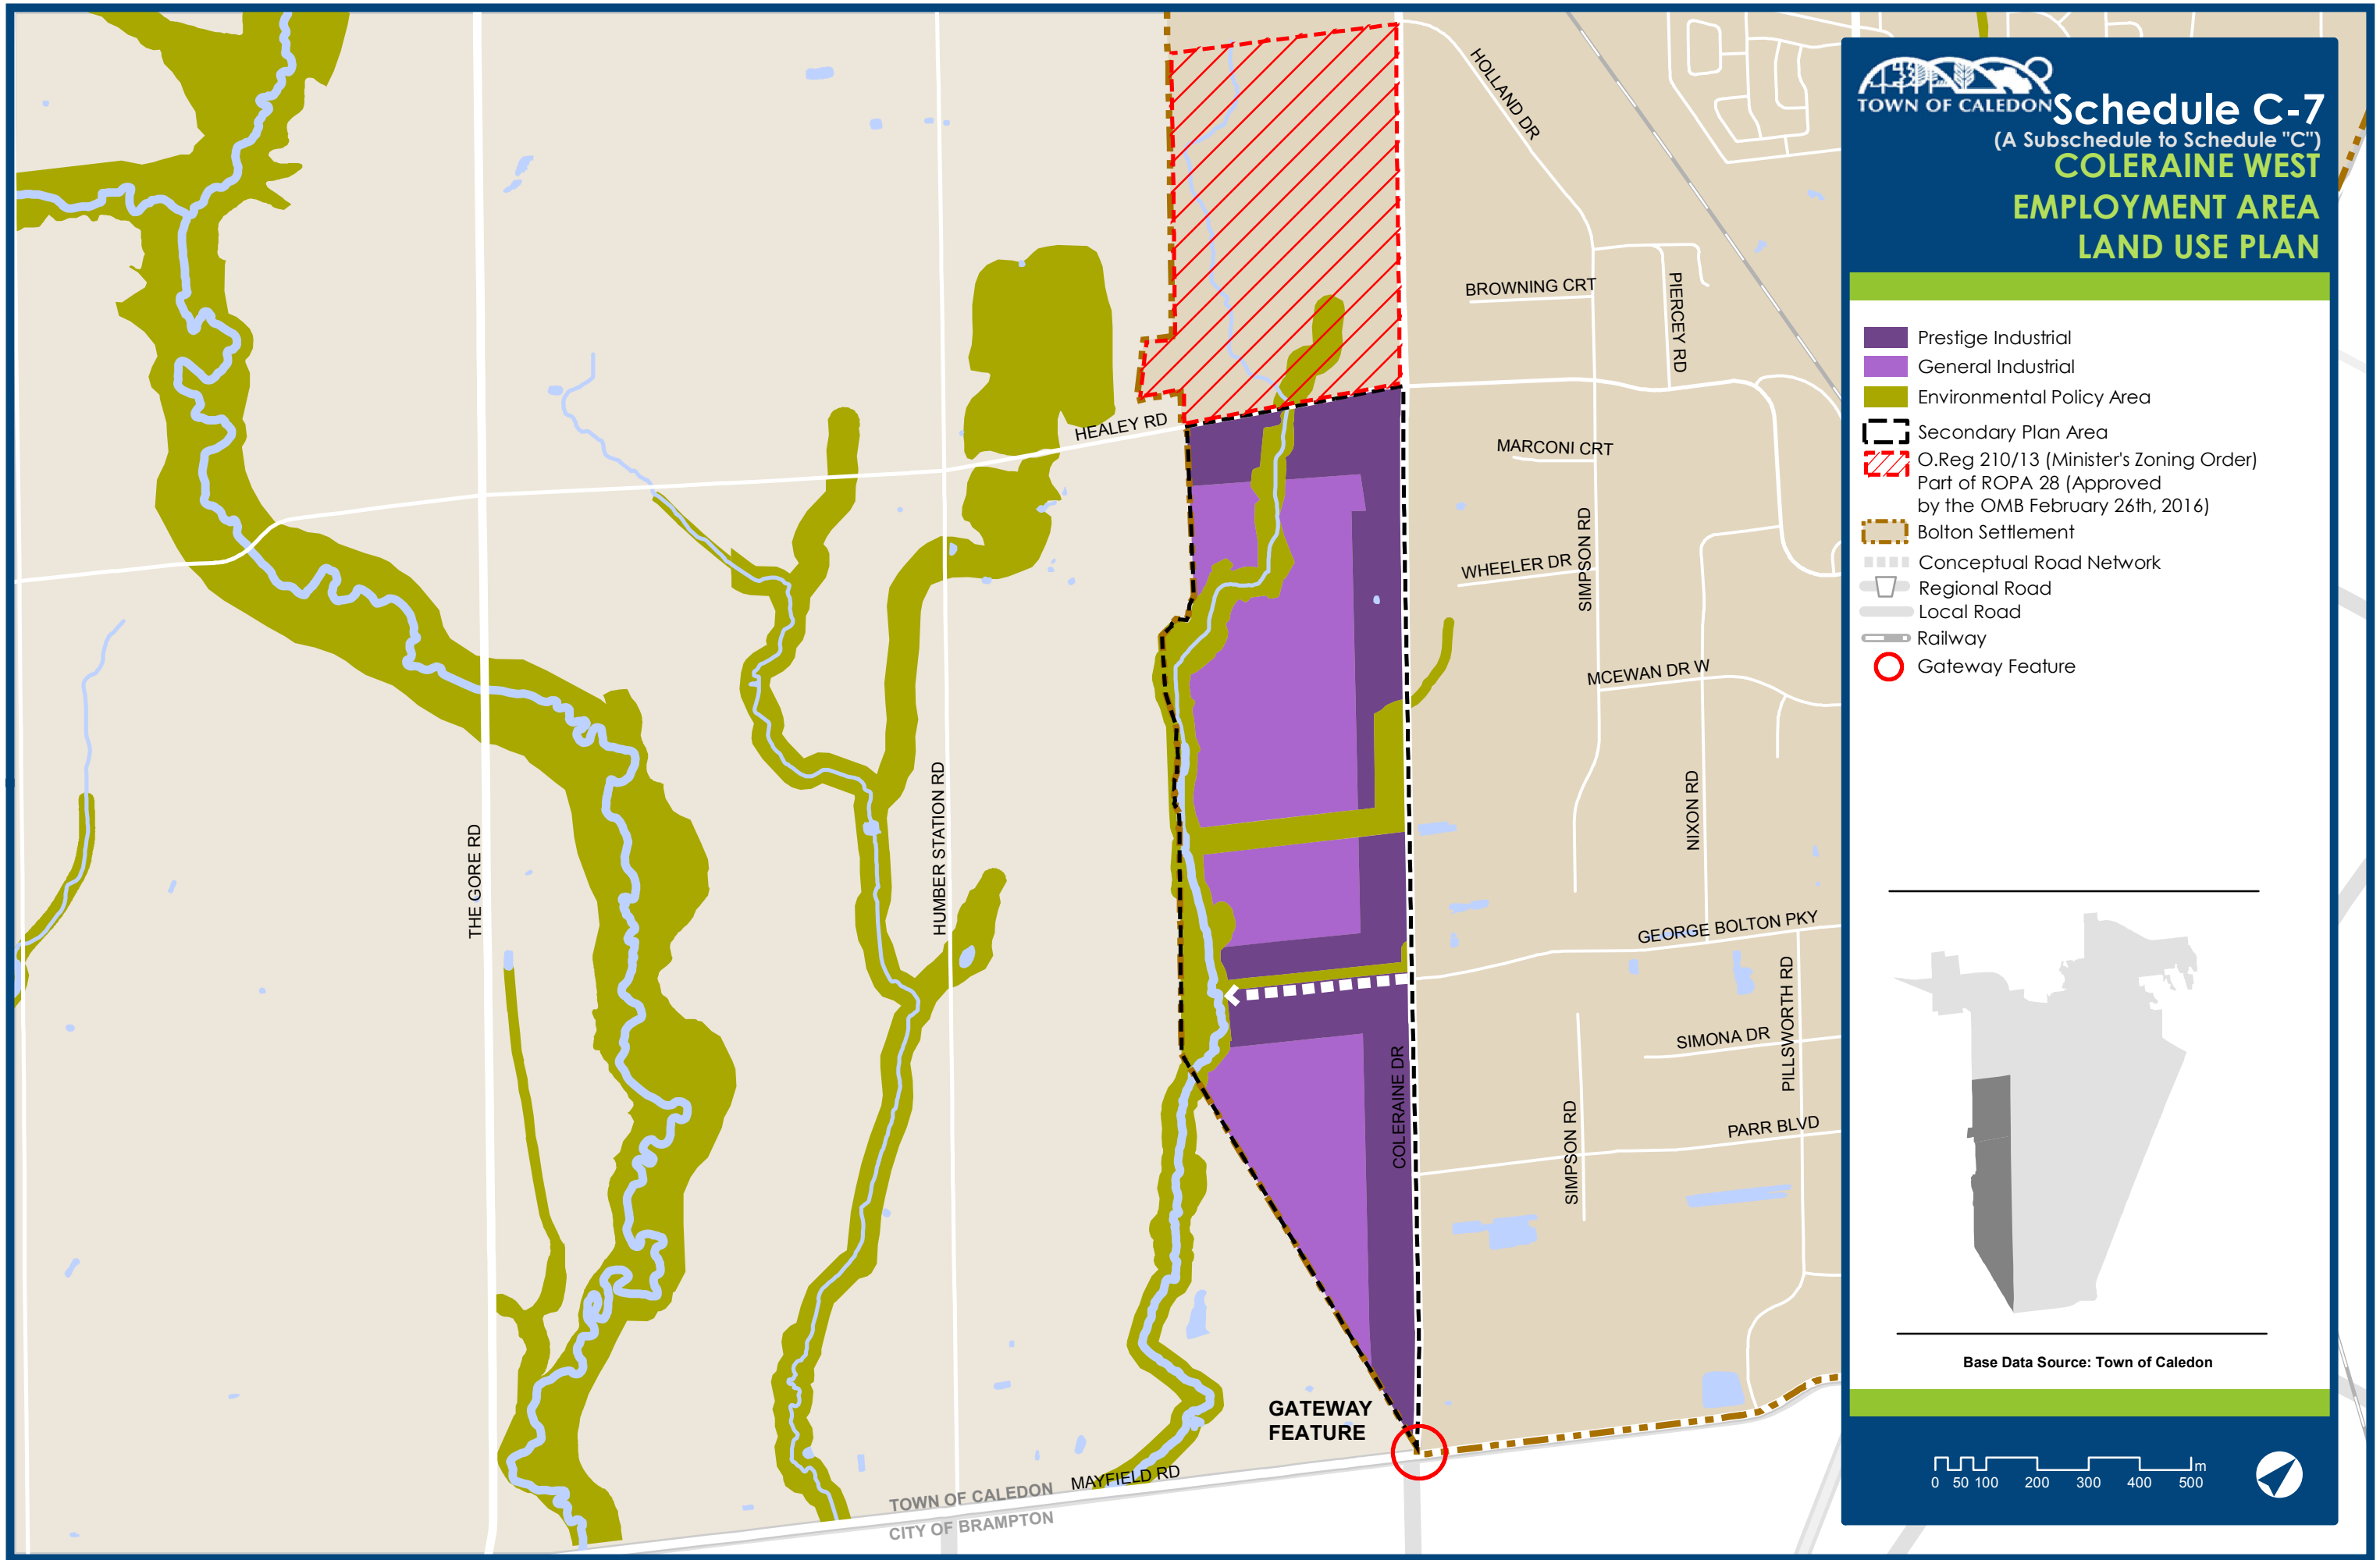 TOWN OF CALEDON
Schedule C-7
(A Subschedule to Schedule "C")
COLERAINE WEST
EMPLOYMENT AREA
LAND USE PLAN
Prestige Industrial
General Industrial
Environmental Policy Area
Secondary Plan Area
O.Reg 210/13 (Minister's Zoning Order)
Part of ROPA 28 (Approved
by the OMB February 26th, 2016)
Bolton Settlement
Conceptual Road Network
Regional Road
Local Road
Railway
Gateway Feature
Base Data Source: Town of Caledon
0 50 100 200 300 400 500 m
HOLLAND DR
BROWNING CRT
PIERCEY RD
HEALEY RD
MARCONI CRT
SIMPSON RD
WHEELER DR
MCEWAN DR W
NIXON RD
THE GORE RD
HUMBER STATION RD
GEORGE BOLTON PKY
PILLSWORTH RD
SIMONA DR
COLERAINE DR
SIMPSON RD
PARR BLVD
GATEWAY
FEATURE
MAYFIELD RD
TOWN OF CALEDON
CITY OF BRAMPTON